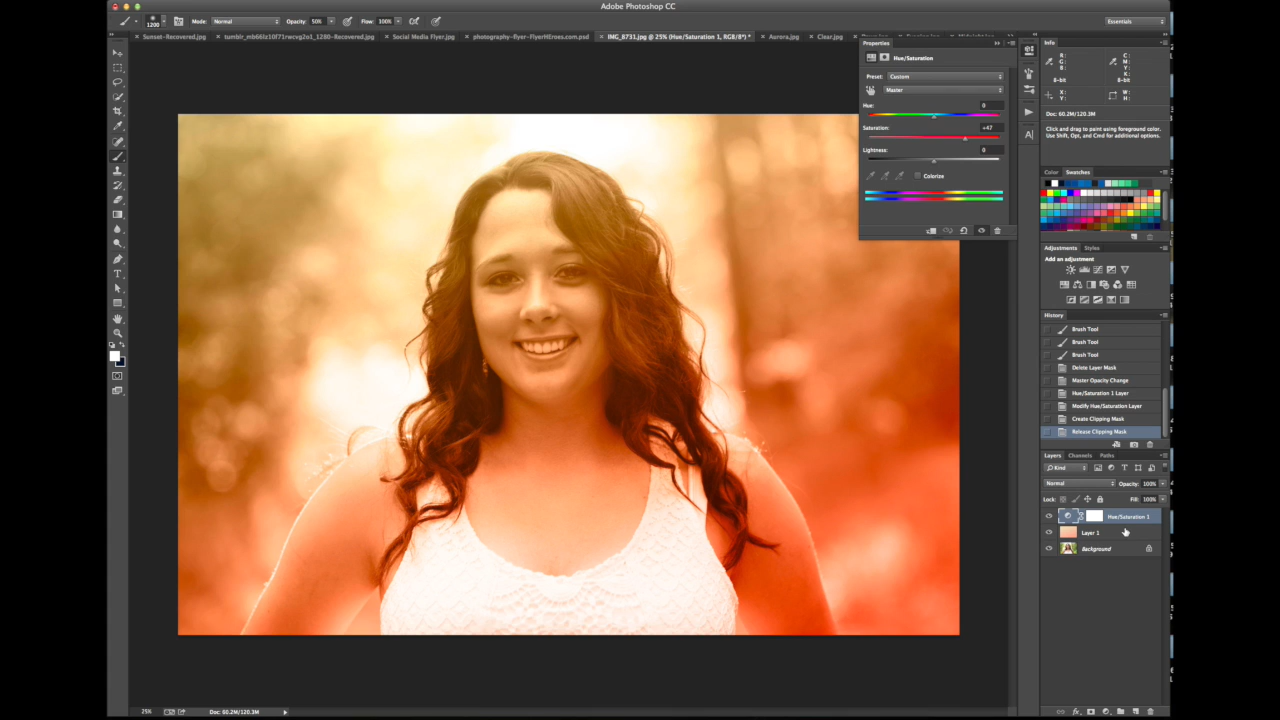 Adobe Photoshop CC
1200
Mode: Normal
Opacity: 50%
Flow: 100%
Essentials
Sunset-Recovered.jpg
tumblr_mb66lz10f71rwcvg2o1_1280-Recovered.jpg
Social Media Flyer.jpg
photography-flyer-FlyerHEroes.com.psd
IMG_8731.jpg @ 25% (Hue/Saturation 1, RGB/8*) *
Aurora.jpg
Clear.jpg
Properties
Hue/Saturation
Preset: Custom
Master
Hue: 0
Saturation: +47
Lightness: 0
Colorize
Info
R:
G:
B:
8-bit
C:
M:
Y:
K:
8-bit
X:
Y:
W:
H:
Doc: 60.2M/120.3M
Click and drag to paint using foreground color.
Use Shift, Opt, and Cmd for additional options.
Color Swatches
Adjustments Styles
Add an adjustment
History
Brush Tool
Brush Tool
Brush Tool
Delete Layer Mask
Master Opacity Change
Hue/Saturation 1 Layer
Modify Hue/Saturation Layer
Create Clipping Mask
Release Clipping Mask
Layers Channels Paths
Kind
Normal
Opacity: 100%
Lock:
Fill: 100%
Hue/Saturation 1
Layer 1
Background
25%
Doc: 60.2M/120.3M